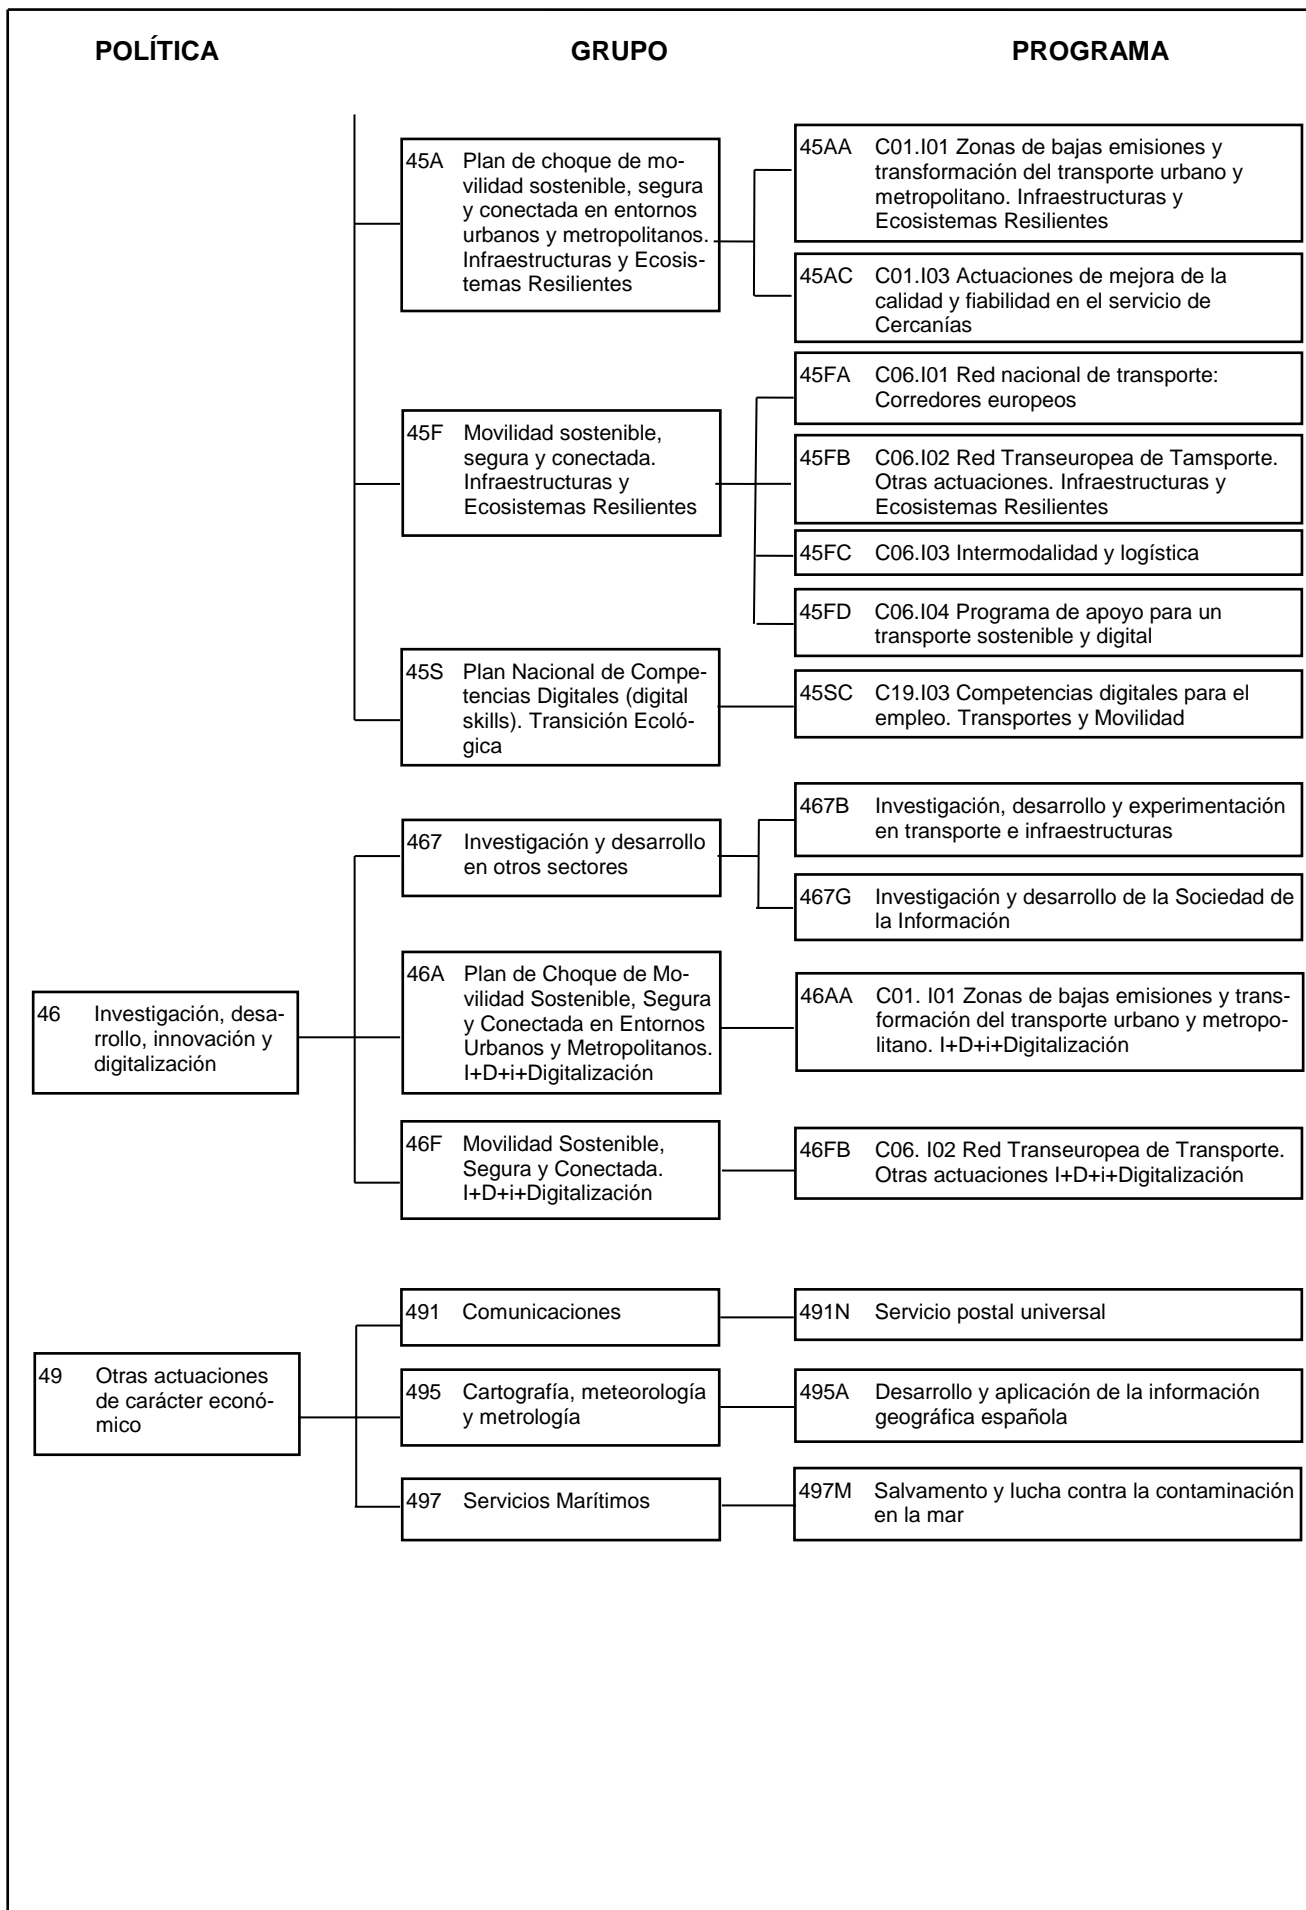 POLÍTICA GRUPO PROGRAMA
45A Plan de choque de mo-
vilidad sostenible, segura
y conectada en entornos
urbanos y metropolitanos.
Infraestructuras y Ecosis-
temas Resilientes
45AA C01.I01 Zonas de bajas emisiones y
transformación del transporte urbano y
metropolitano. Infraestructuras y
Ecosistemas Resilientes
45AC C01.I03 Actuaciones de mejora de la
calidad y fiabilidad en el servicio de
Cercanías
45F Movilidad sostenible,
segura y conectada.
Infraestructuras y
Ecosistemas Resilientes
45FA C06.I01 Red nacional de transporte:
Corredores europeos
45FB C06.I02 Red Transeuropea de Tamsporte.
Otras actuaciones. Infraestructuras y
Ecosistemas Resilientes
45FC C06.I03 Intermodalidad y logística
45FD C06.I04 Programa de apoyo para un
transporte sostenible y digital
45S Plan Nacional de Compe-
tencias Digitales (digital
skills). Transición Ecoló-
gica
45SC C19.I03 Competencias digitales para el
empleo. Transportes y Movilidad
46 Investigación, desa-
rrollo, innovación y
digitalización
467 Investigación y desarrollo
en otros sectores
467B Investigación, desarrollo y experimentación
en transporte e infraestructuras
467G Investigación y desarrollo de la Sociedad de
la Información
46A Plan de Choque de Mo-
vilidad Sostenible, Segura
y Conectada en Entornos
Urbanos y Metropolitanos.
I+D+i+Digitalización
46AA C01. I01 Zonas de bajas emisiones y trans-
formación del transporte urbano y metropo-
litano. I+D+i+Digitalización
46F Movilidad Sostenible,
Segura y Conectada.
I+D+i+Digitalización
46FB C06. I02 Red Transeuropea de Transporte.
Otras actuaciones I+D+i+Digitalización
49 Otras actuaciones
de carácter econó-
mico
491 Comunicaciones
491N Servicio postal universal
495 Cartografía, meteorología
y metrología
495A Desarrollo y aplicación de la información
geográfica española
497 Servicios Marítimos
497M Salvamento y lucha contra la contaminación
en la mar